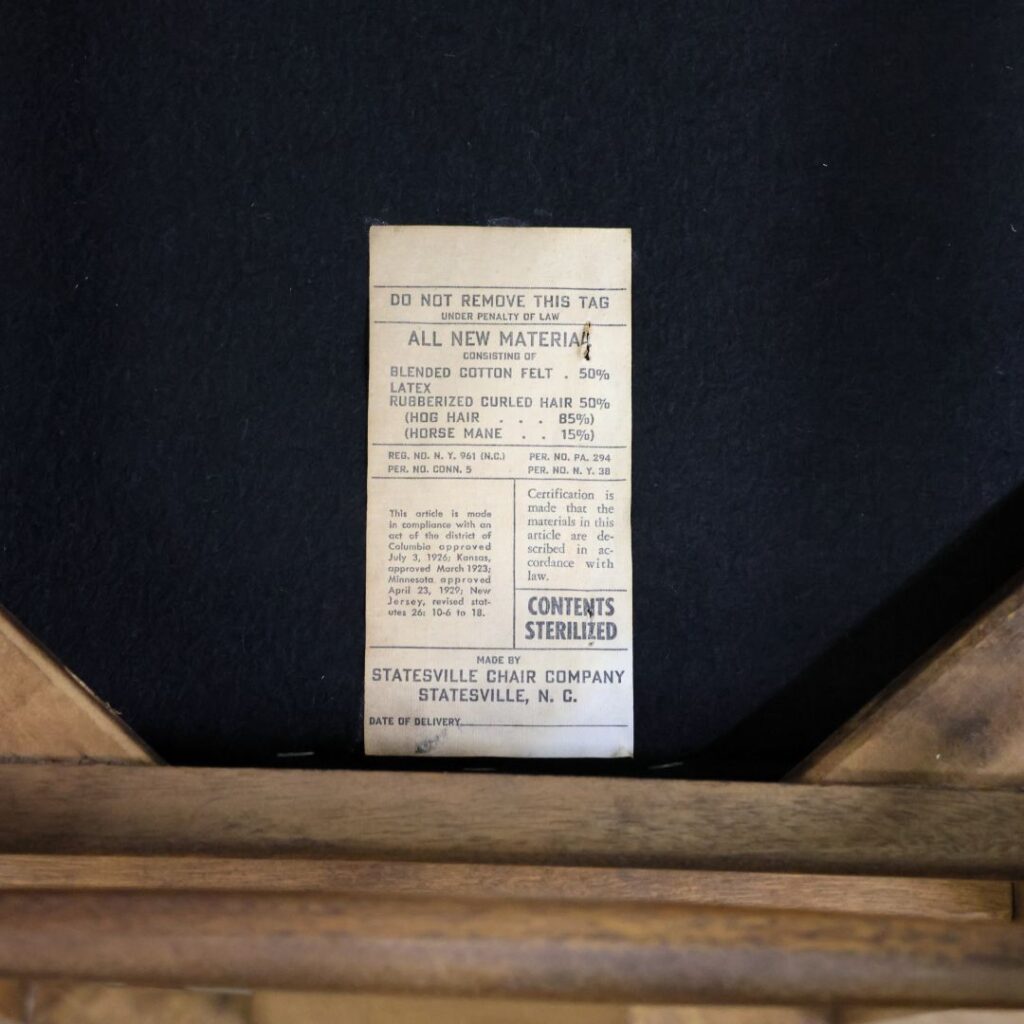 DO NOT REMOVE THIS TAG
UNDER PENALTY OF LAW
ALL NEW MATERIAL
CONSISTING OF
BLENDED COTTON FELT . 50%
LATEX
RUBBERIZED CURLED HAIR 50%
(HOG HAIR . . . 85%)
(HORSE MANE . . 15%)
REG. NO. N. Y. 961 (N.C.) PER. NO. PA. 294
PER. NO. CONN. 5 PER. NO. N. Y. 38
This article is made
in compliance with an
act of the district of
Columbia approved
July 3, 1926; Kansas,
approved March 1923;
Minnesota approved
April 23, 1929; New
Jersey, revised stat-
utes 26: 10-6 to 18.
Certification is
made that the
materials in this
article are de-
scribed in ac-
cordance with
law.
CONTENTS
STERILIZED
MADE BY
STATESVILLE CHAIR COMPANY
STATESVILLE, N. C.
DATE OF DELIVERY